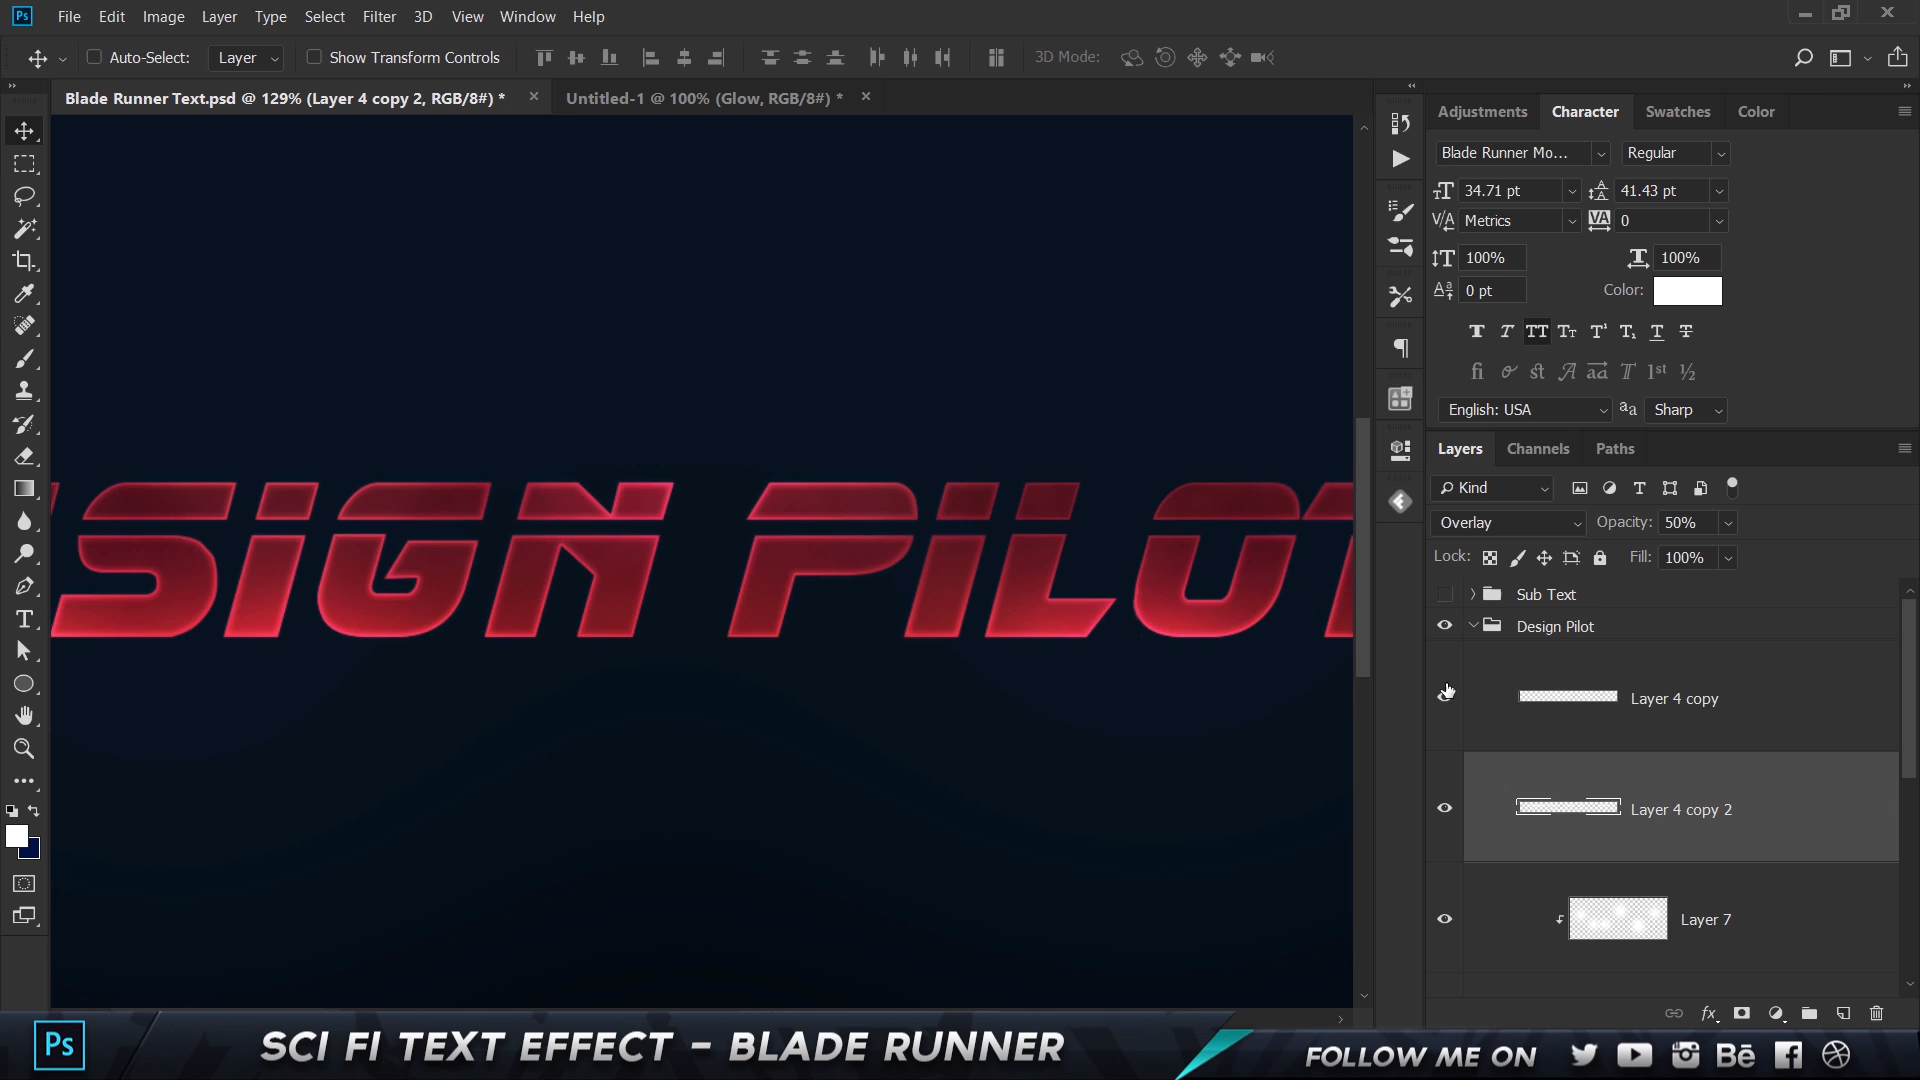 Ps File Edit Image Layer Type Select Filter 3D View Window Help
Auto-Select: Layer Show Transform Controls 3D Mode:
Blade Runner Text.psd @ 129% (Layer 4 copy 2, RGB/8#) * × Untitled-1 @ 100% (Glow, RGB/8#) * ×
Adjustments Character Swatches Color
Blade Runner Mo... Regular
34.71 pt 41.43 pt
Metrics 0
100% 100%
0 pt Color:
English: USA aa Sharp
SIGN PILOT
Layers Channels Paths
Kind
Overlay Opacity: 50%
Lock: Fill: 100%
Sub Text
Design Pilot
Layer 4 copy
Layer 4 copy 2
Layer 7
fx
Ps SCI FI TEXT EFFECT - BLADE RUNNER FOLLOW ME ON Bē